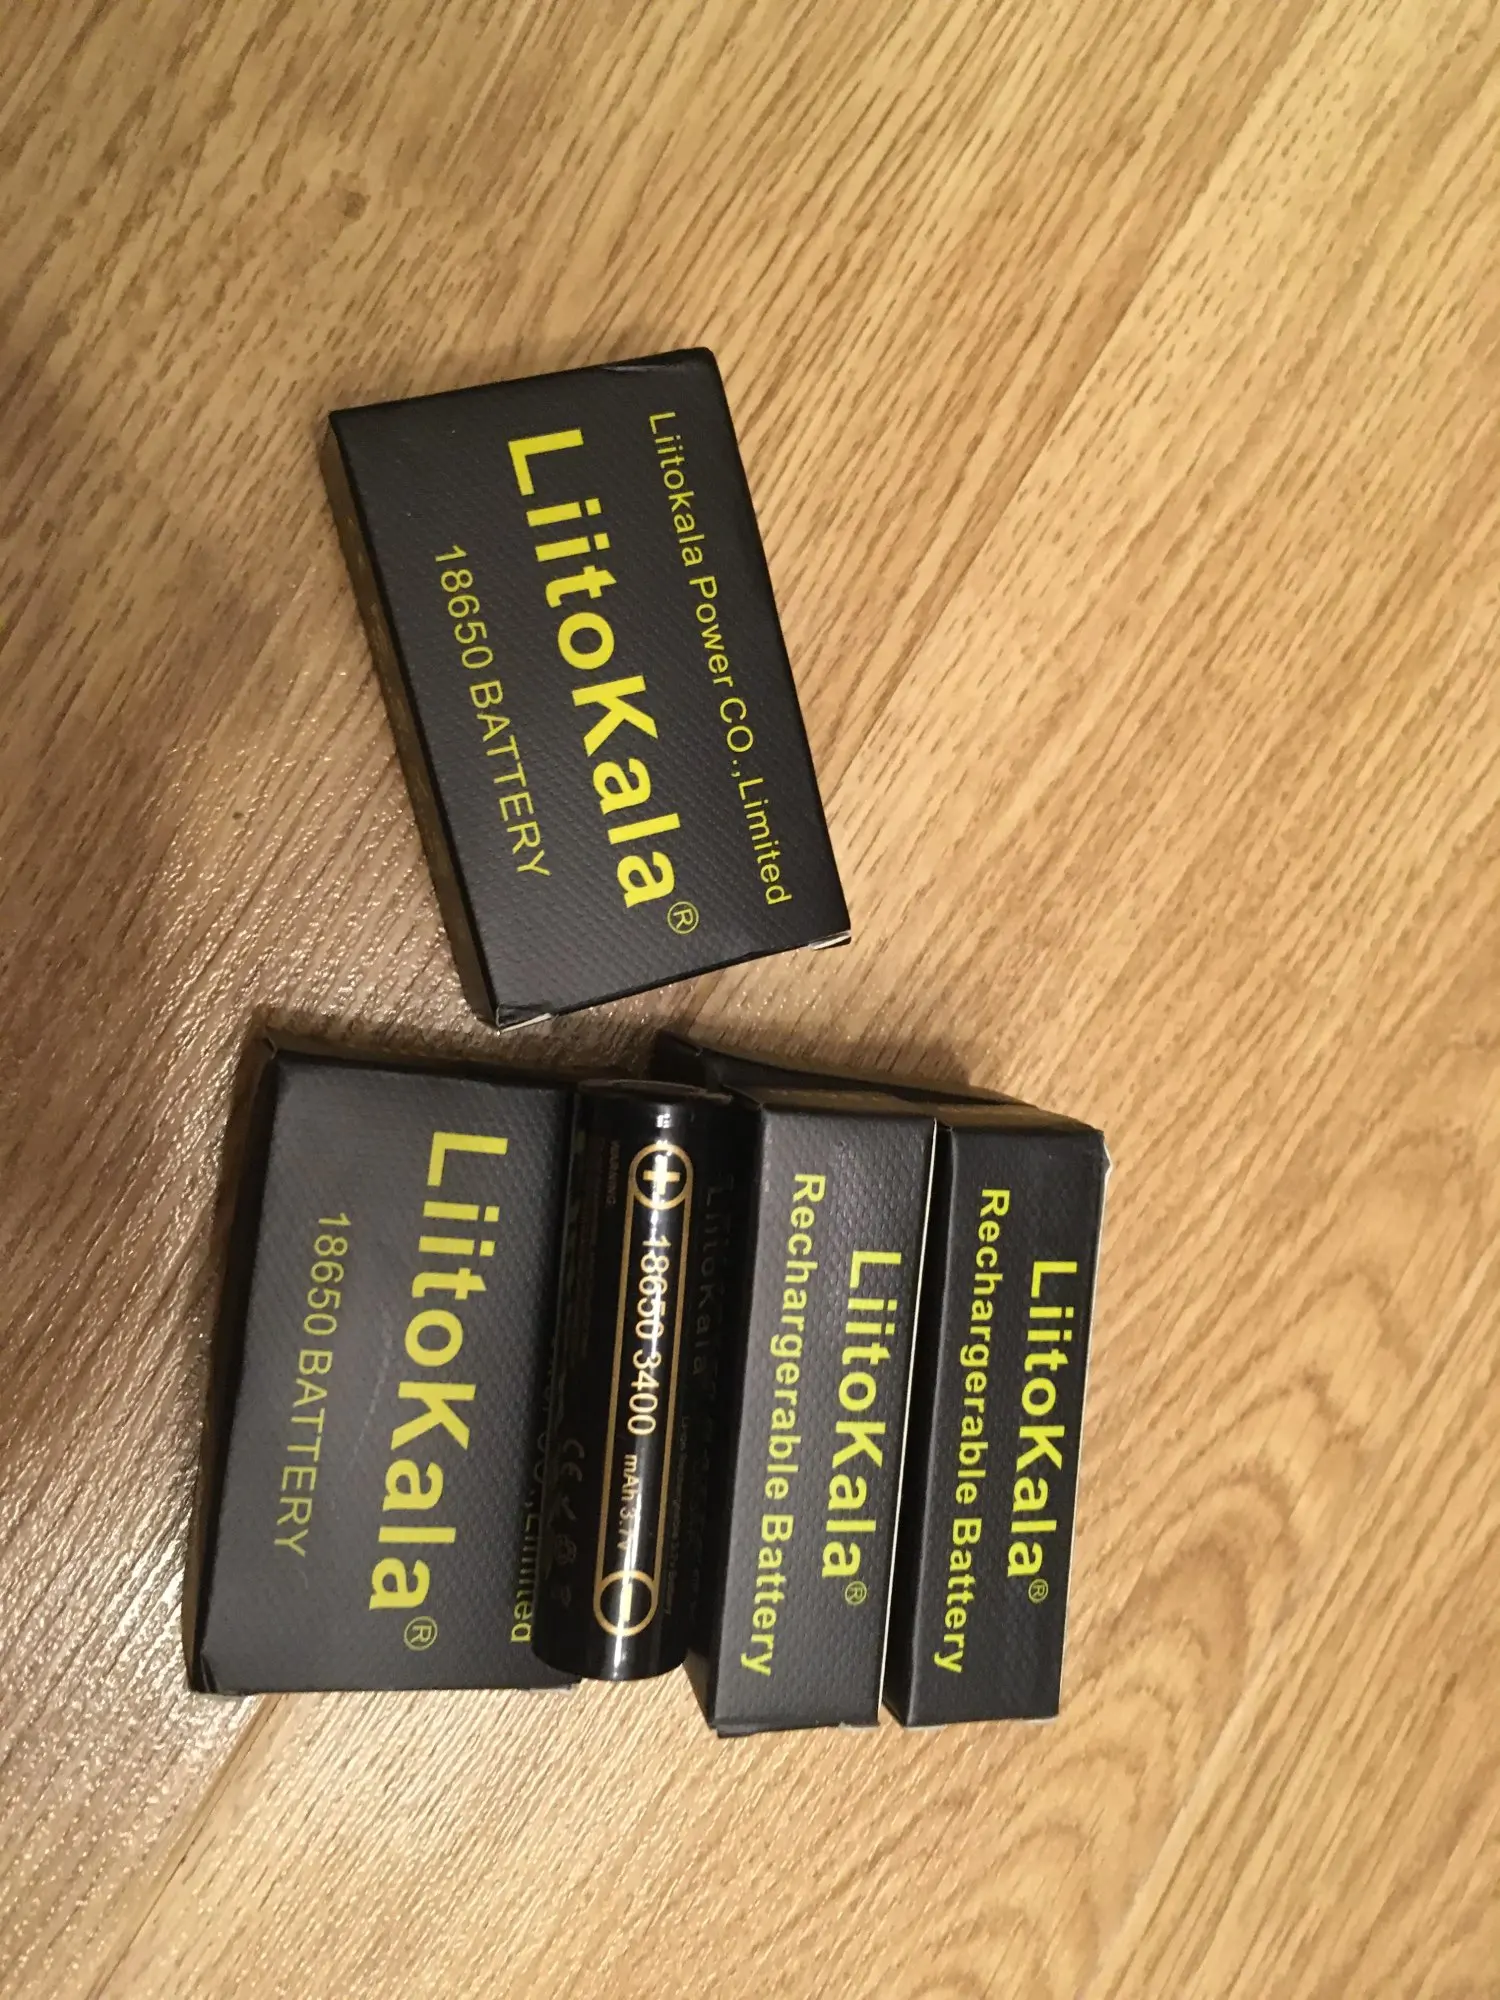 Liitokala Power CO.,Limited
LiitoKala®
18650 BATTERY
LiitoKala®
Rechargerable Battery
LiitoKala®
Rechargerable Battery
18650 3400 mAh 3.7V
LiitoKala®
18650 BATTERY